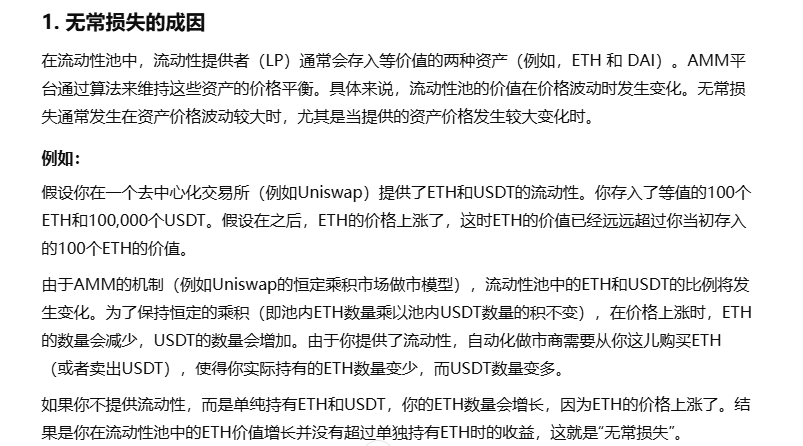 1. 无常损失的成因
在流动性池中，流动性提供者（LP）通常会存入等价值的两种资产（例如，ETH 和 DAI）。AMM平
台通过算法来维持这些资产的价格平衡。具体来说，流动性池的价值在价格波动时发生变化。无常损
失通常发生在资产价格波动较大时，尤其是当提供的资产价格发生较大变化时。
例如：
假设你在一个去中心化交易所（例如Uniswap）提供了ETH和USDT的流动性。你存入了等值的100个
ETH和100,000个USDT。假设在之后，ETH的价格上涨了，这时ETH的价值已经远远超过你当初存入
的100个ETH的价值。
由于AMM的机制（例如Uniswap的恒定乘积市场做市模型），流动性池中的ETH和USDT的比例将发
生变化。为了保持恒定的乘积（即池内ETH数量乘以池内USDT数量的积不变），在价格上涨时，ETH
的数量会减少，USDT的数量会增加。由于你提供了流动性，自动化做市商需要从你这儿购买ETH
（或者卖出USDT），使得你实际持有的ETH数量变少，而USDT数量变多。
如果你不提供流动性，而是单纯持有ETH和USDT，你的ETH数量会增长，因为ETH的价格上涨了。结
果是你在流动性池中的ETH价值增长并没有超过单独持有ETH时的收益，这就是“无常损失”。